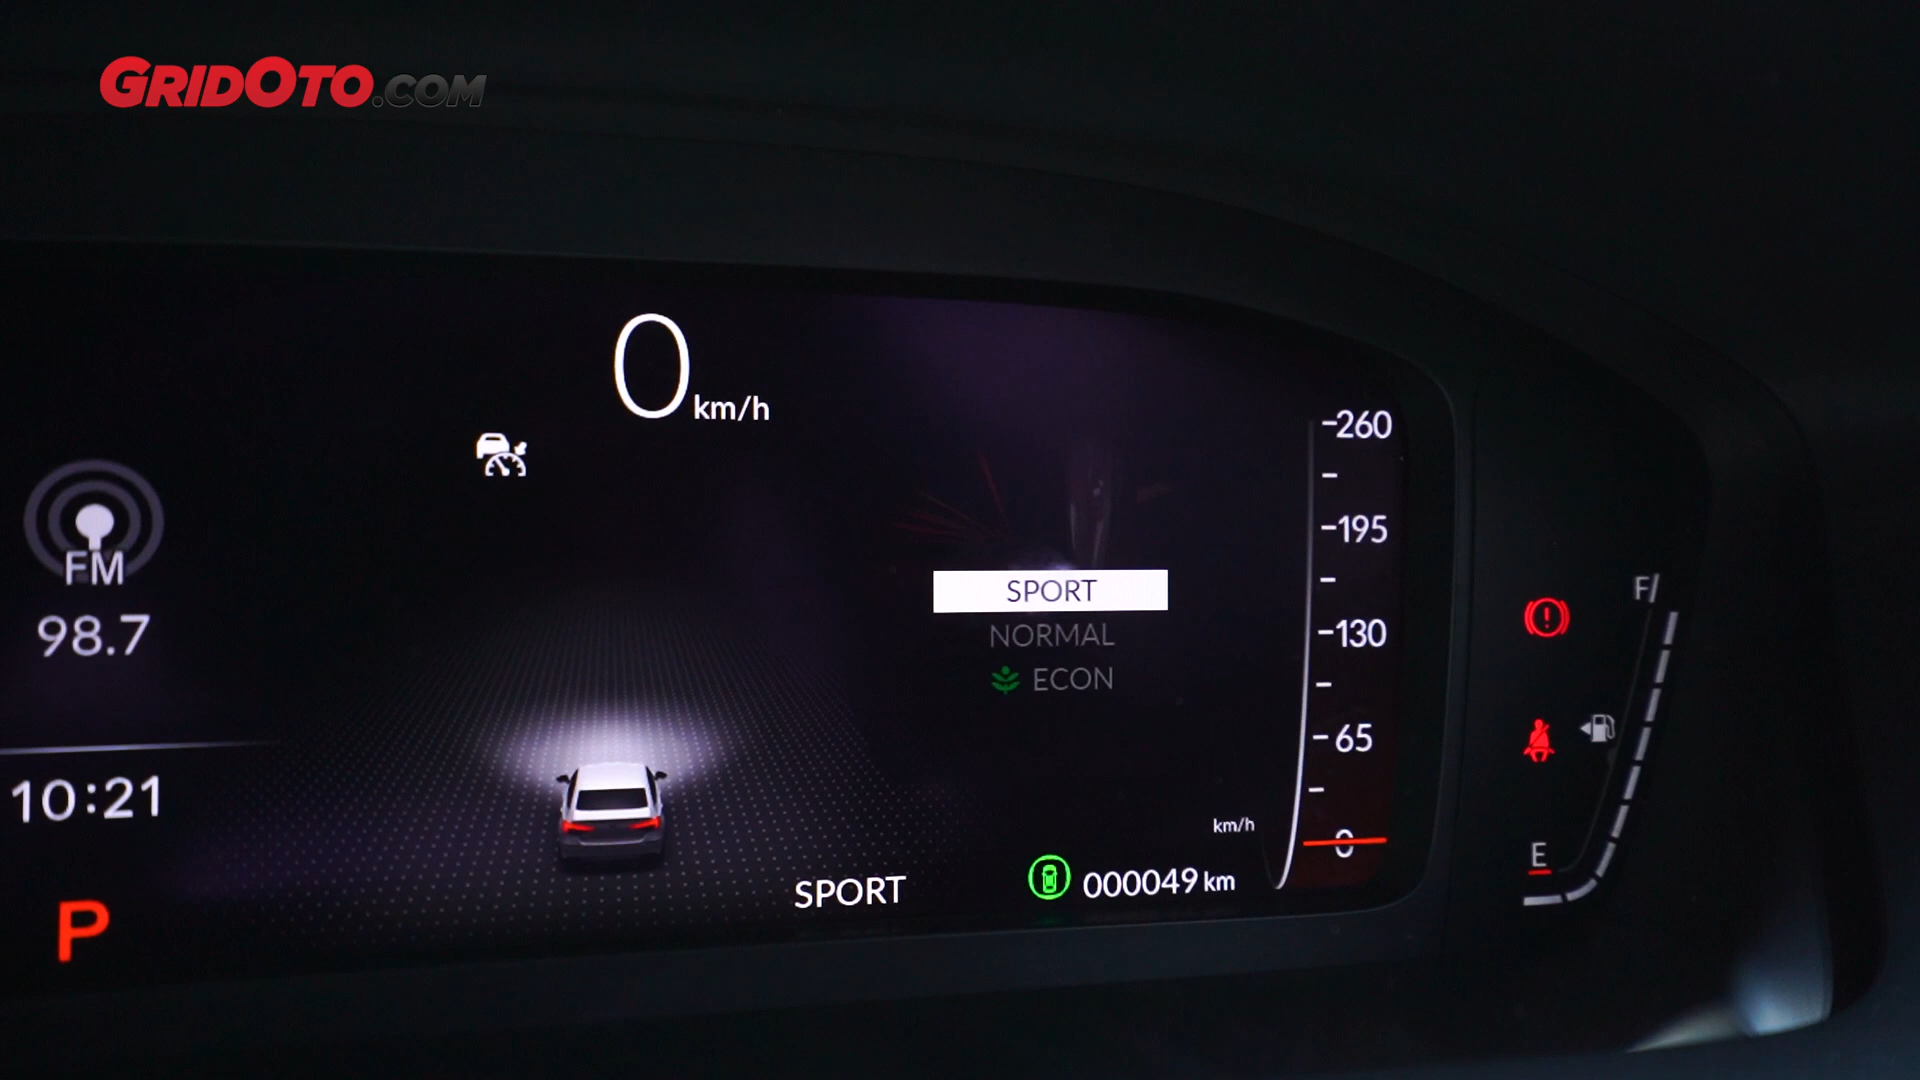 GRIDOTO.COM
0 km/h
FM
98.7
10:21
P
SPORT
NORMAL
ECON
SPORT
000049 km
260
195
130
65
0
km/h
F
E